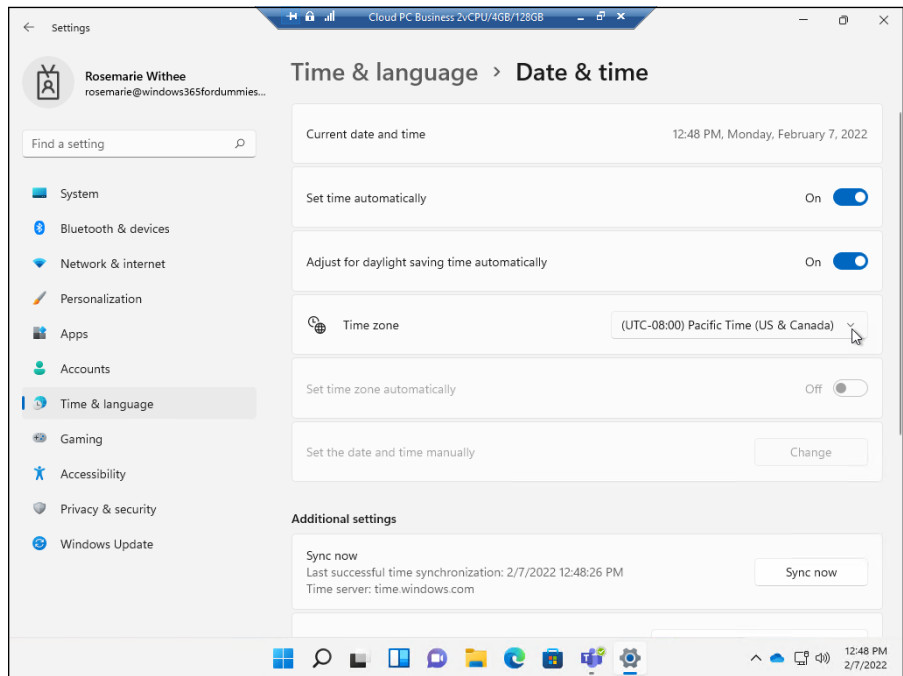 Settings
Cloud PC Business 2vCPU/4GB/128GB
Rosemarie Withee
rosemarie@windows365fordummies...
Find a setting
System
Bluetooth & devices
Network & internet
Personalization
Apps
Accounts
Time & language
Gaming
Accessibility
Privacy & security
Windows Update
Time & language > Date & time
Current date and time 12:48 PM, Monday, February 7, 2022
Set time automatically On
Adjust for daylight saving time automatically On
Time zone (UTC-08:00) Pacific Time (US & Canada)
Set time zone automatically Off
Set the date and time manually Change
Additional settings
Sync now
Last successful time synchronization: 2/7/2022 12:48:26 PM
Time server: time.windows.com
Sync now
12:48 PM
2/7/2022